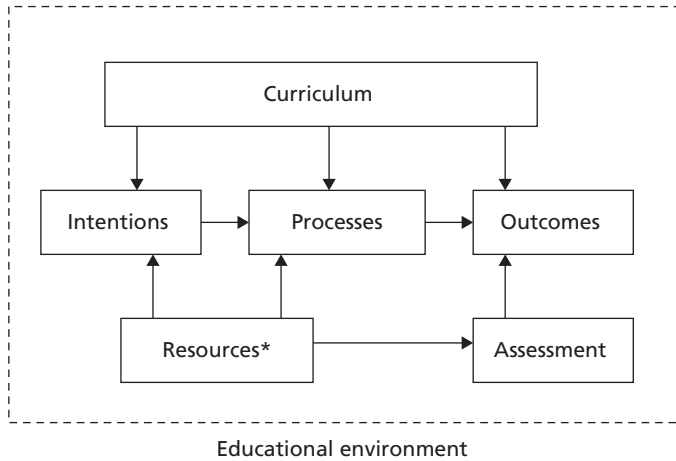 Curriculum
Intentions
Processes
Outcomes
Resources*
Assessment
Educational environment